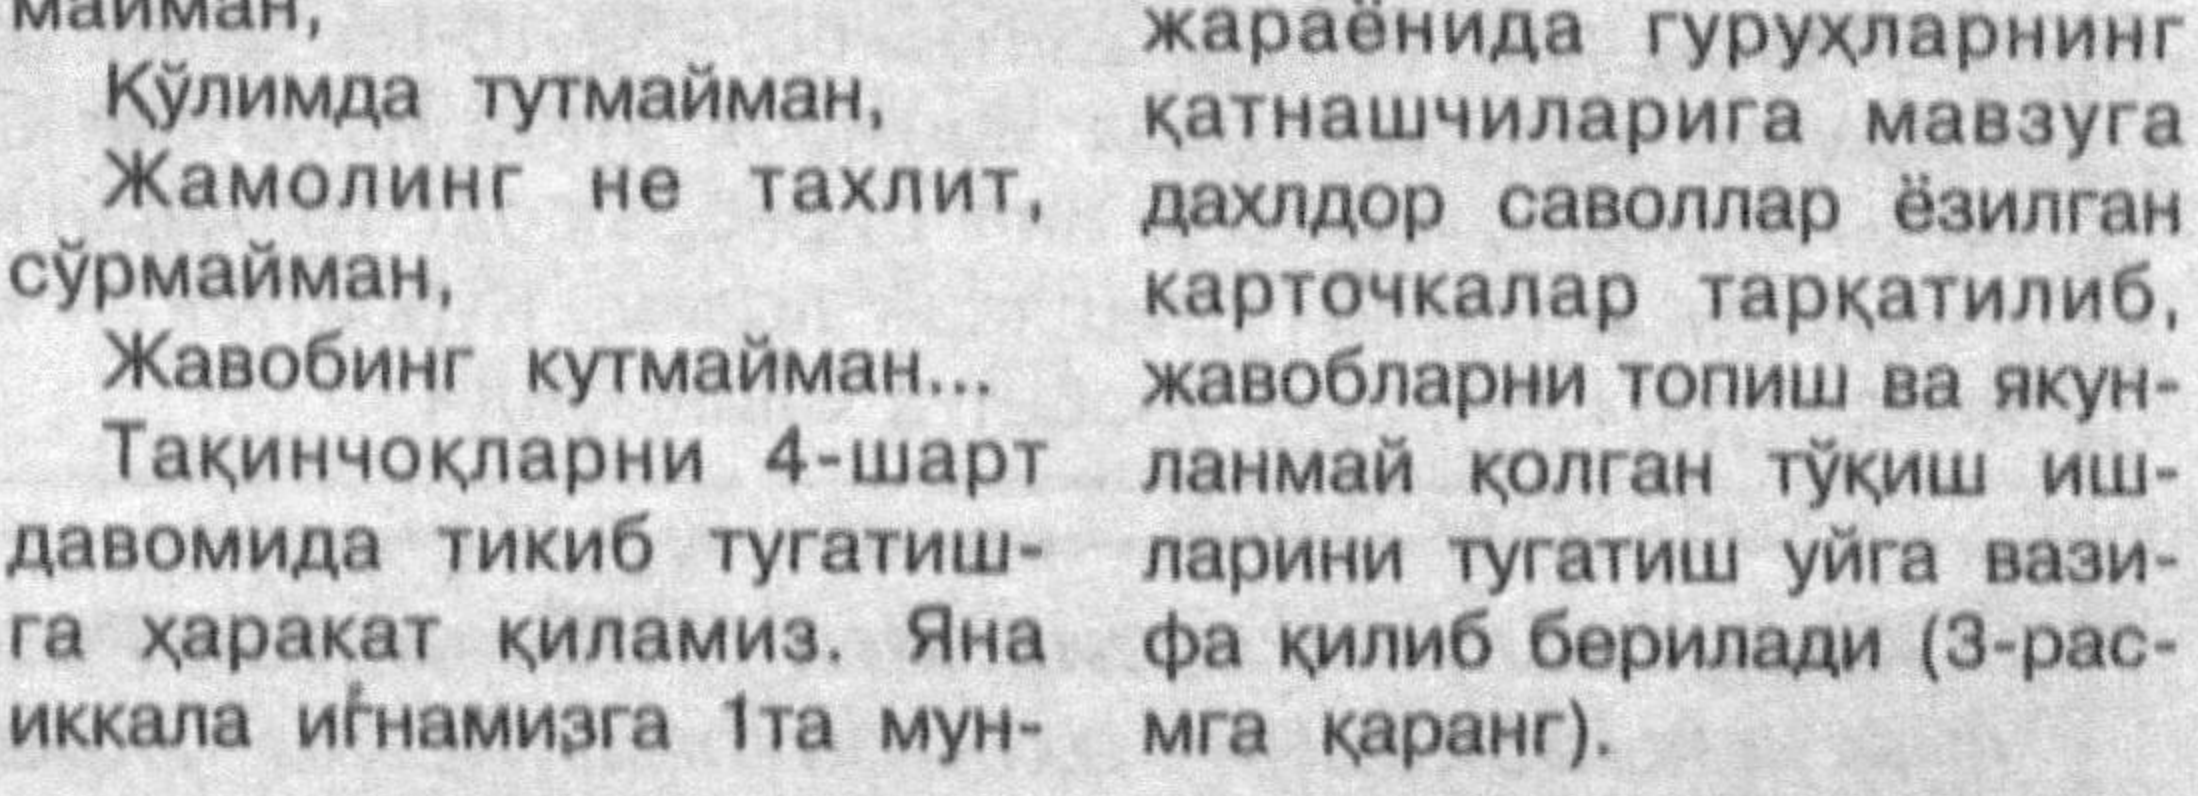 майман,
Қўлимда тутмайман,
Жамолинг не тахлит,
сўрмайман,
Жавобинг кутмайман...
Тақинчоқларни 4-шарт
давомида тикиб тугатиш-
га ҳаракат қиламиз. Яна
иккала игнамизга 1та мун-
жараёнида гуруҳларнинг
қатнашчиларига мавзуга
дахлдор саволлар ёзилган
карточкалар тарқатилиб,
жавобларни топиш ва якун-
ланмай қолган тўқиш иш-
ларини тугатиш уйга вази-
фа қилиб берилади (3-рас-
мга қаранг).